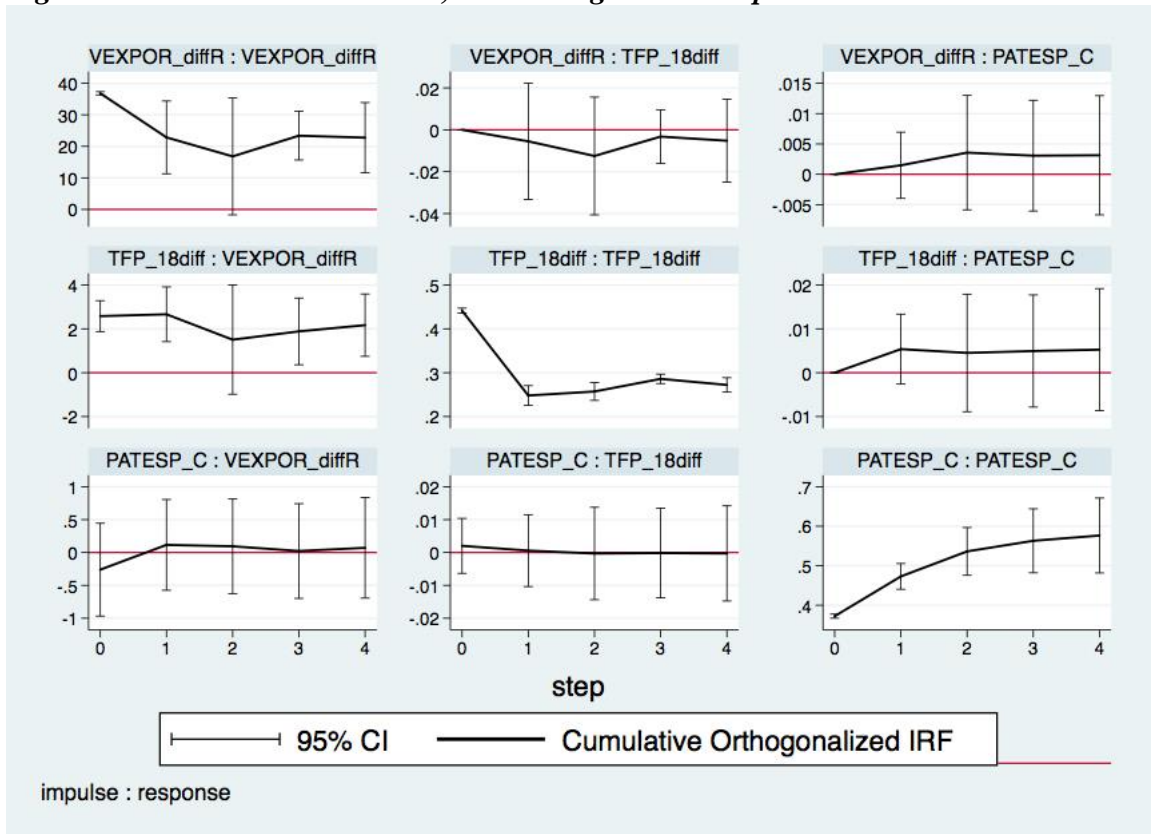 VEXPOR_diffR : VEXPOR_diffR VEXPOR_diffR : TFP_18diff VEXPOR_diffR : PATESP_C
40 .02 .015
30 0 .01
20 -.02 .005
10 -.04 0
0 -.005
TFP_18diff : VEXPOR_diffR TFP_18diff : TFP_18diff TFP_18diff : PATESP_C
4 .5 .02
2 .4 .01
0 .3 0
-2 .2 -.01
PATESP_C : VEXPOR_diffR PATESP_C : TFP_18diff PATESP_C : PATESP_C
1 .02 .7
.5 .01 .6
0 0 .5
-.5 -.01 .4
-1 -.02
0 1 2 3 4 0 1 2 3 4 0 1 2 3 4
step
95% CI Cumulative Orthogonalized IRF
impulse : response